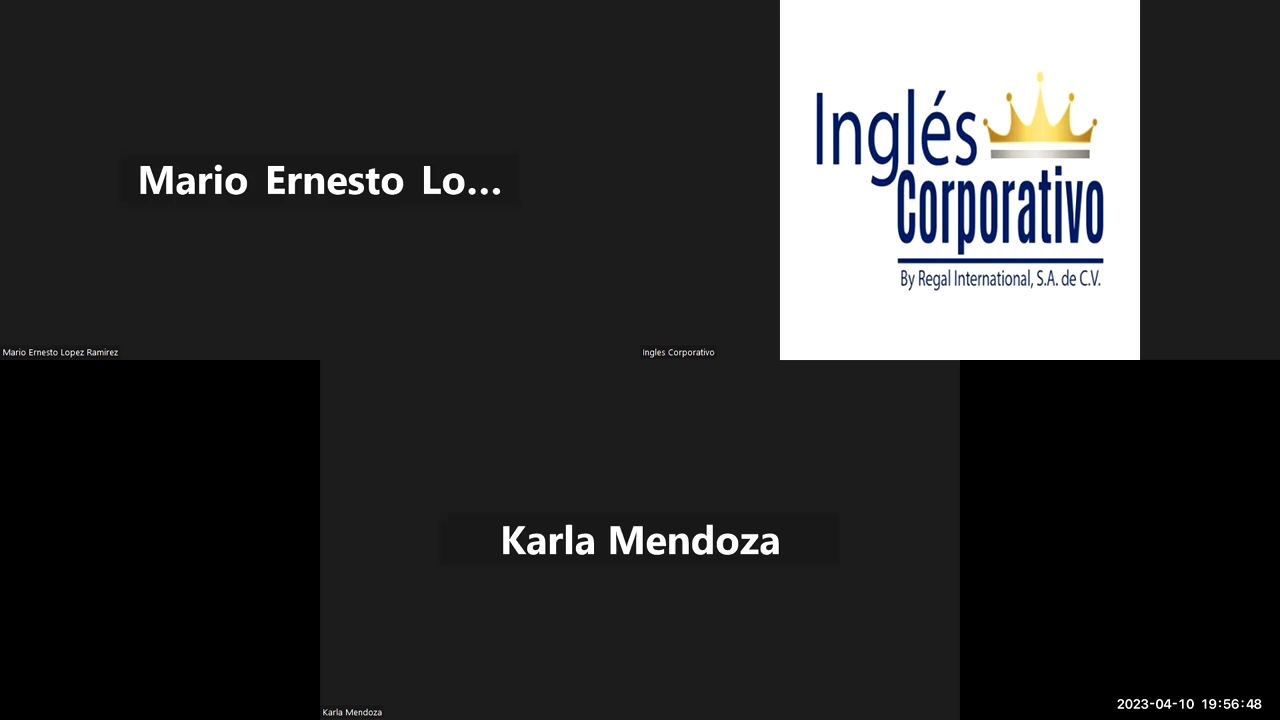 Mario Ernesto Lo...
Mario Ernesto Lopez Ramirez
Inglés
Corporativo
By Regal International, S.A. de C.V.
Ingles Corporativo
Karla Mendoza
Karla Mendoza
2023-04-10 19:56:48